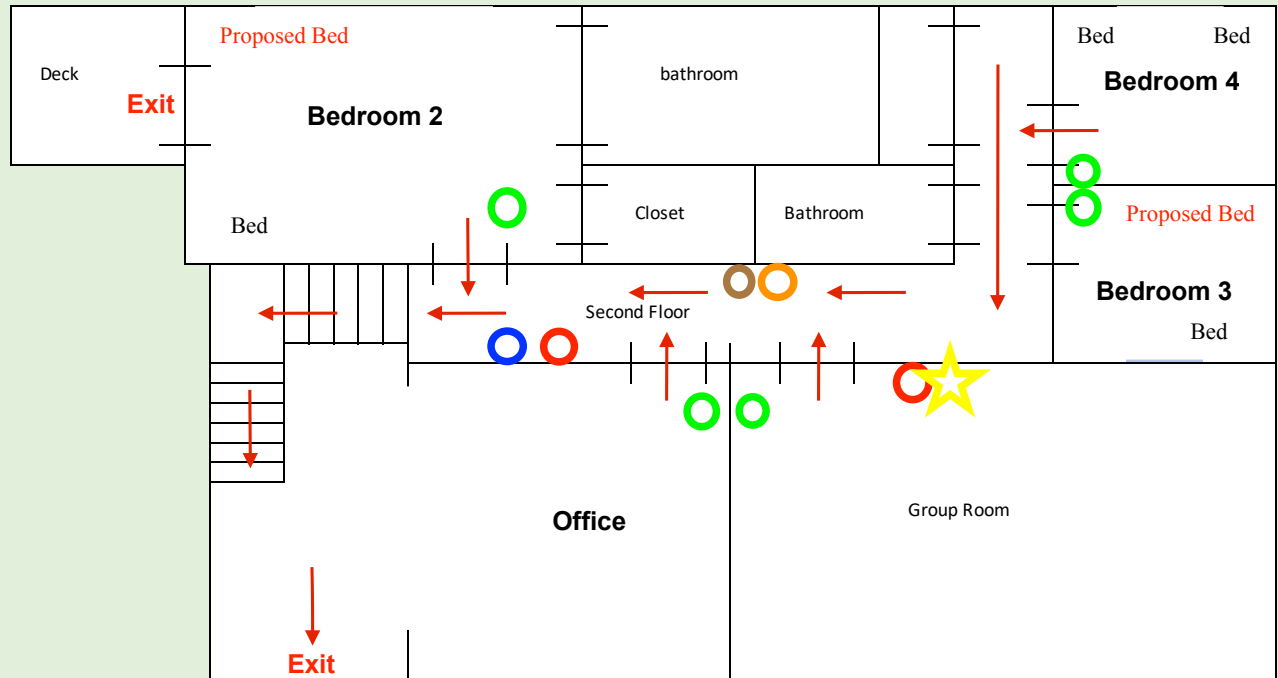 Proposed Bed
Bed
Bed
Deck
bathroom
Bedroom 4
Exit
Bedroom 2
Closet
Bathroom
Proposed Bed
Bed
Bedroom 3
Second Floor
Bed
Group Room
Office
Exit